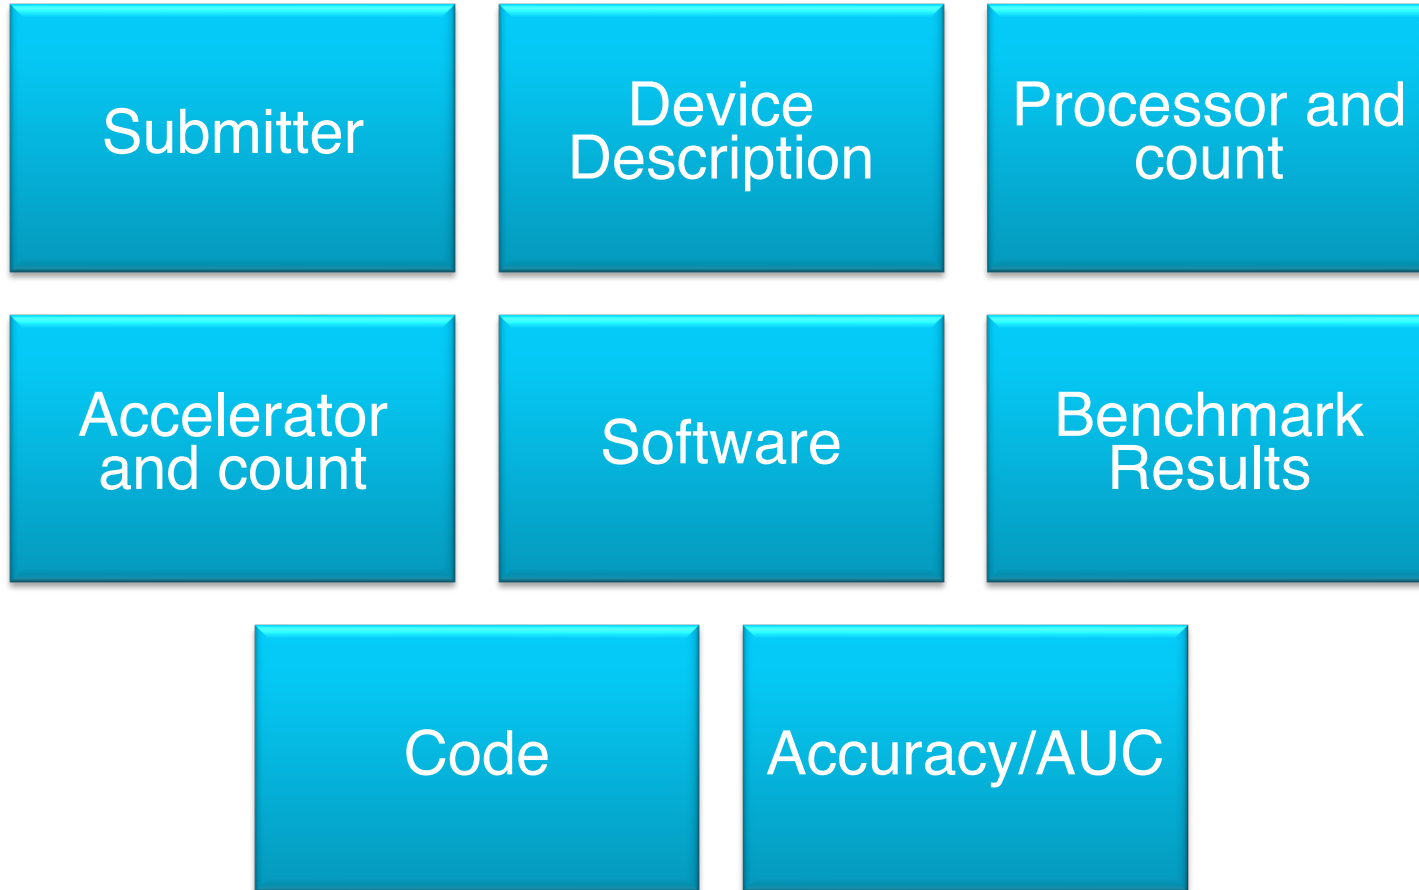 Submitter
Device
Description
Processor and
count
Accelerator
and count
Software
Benchmark
Results
Code
Accuracy/AUC